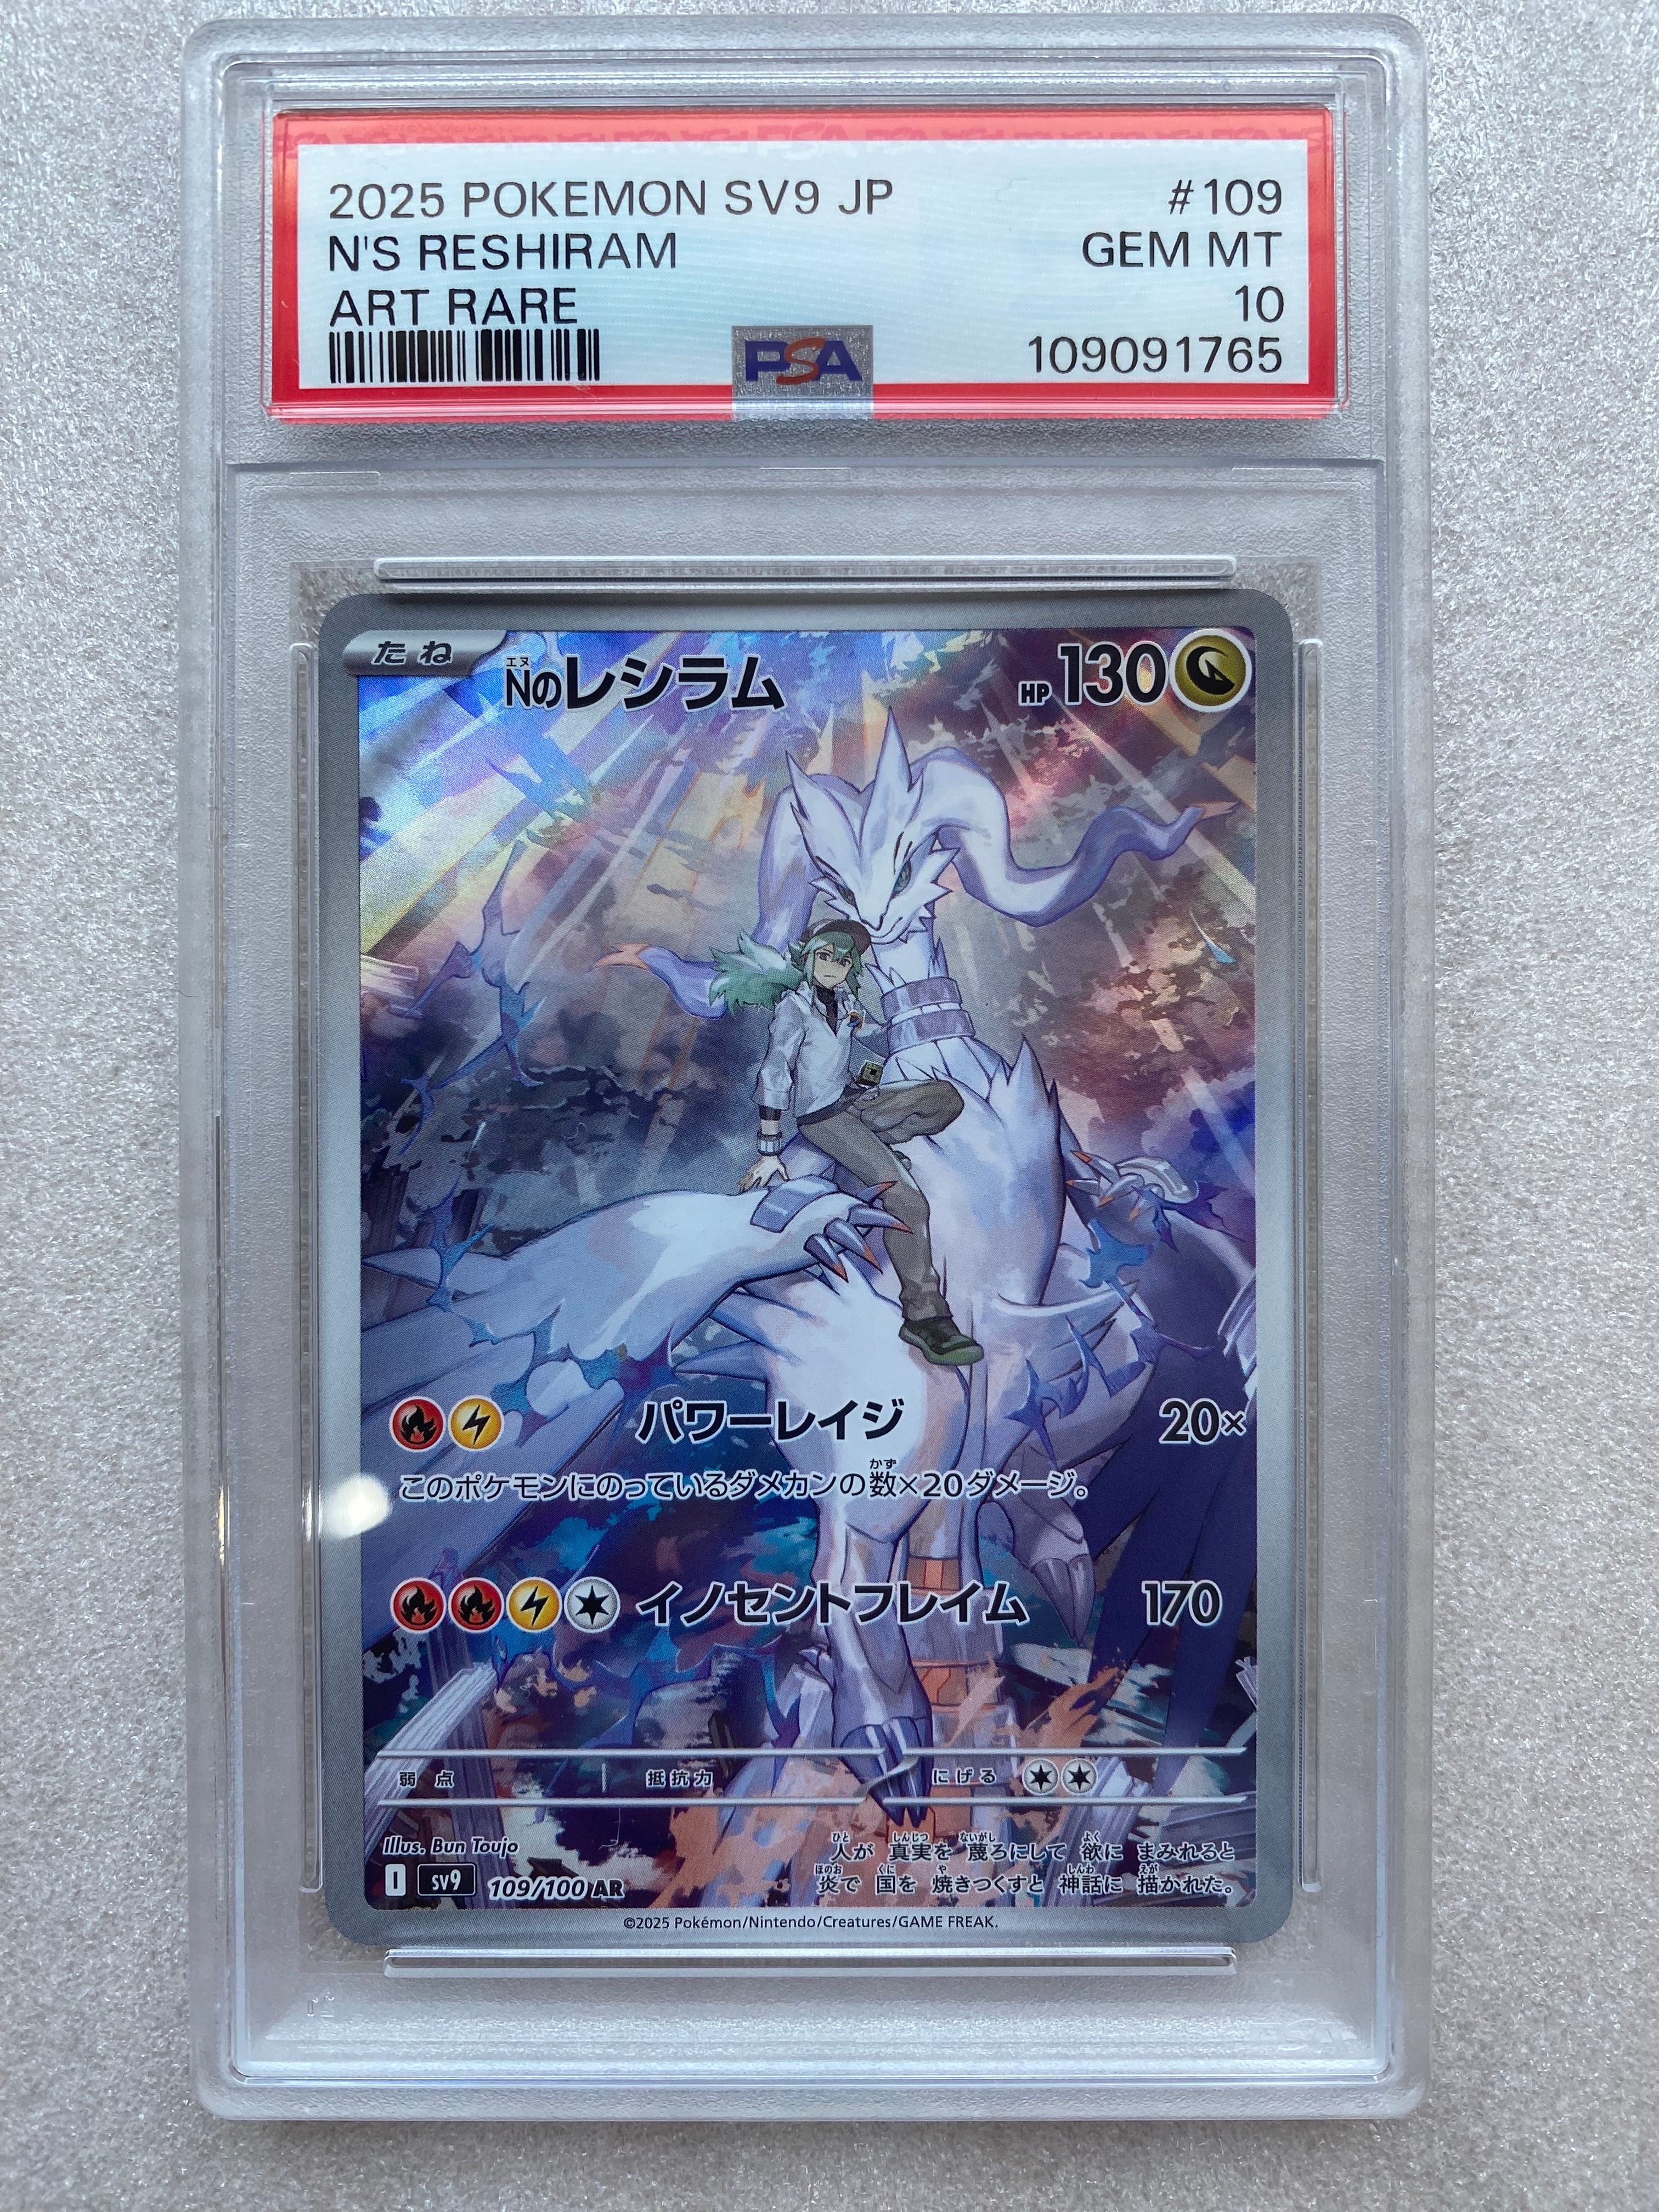 2025 POKEMON SV9 JP #109
N'S RESHIRAM GEM MT
ART RARE 10
PSA 109091765
たね Nのレシラム HP 130
エヌ
パワーレイジ 20×
このポケモンにのっているダメカンの数×20ダメージ。
かず
イノセントフレイム 170
弱点 抵抗力 にげる
Illus. Bun Toujo
人が 真実を 蔑ろにして 欲に まみれると
ひと しんじつ ないがし よく
炎で 国を 焼きつくすと 神話に 描かれた。
ほのお くに や しんわ えが
I sv9 109/100 AR
©2025 Pokémon/Nintendo/Creatures/GAME FREAK.